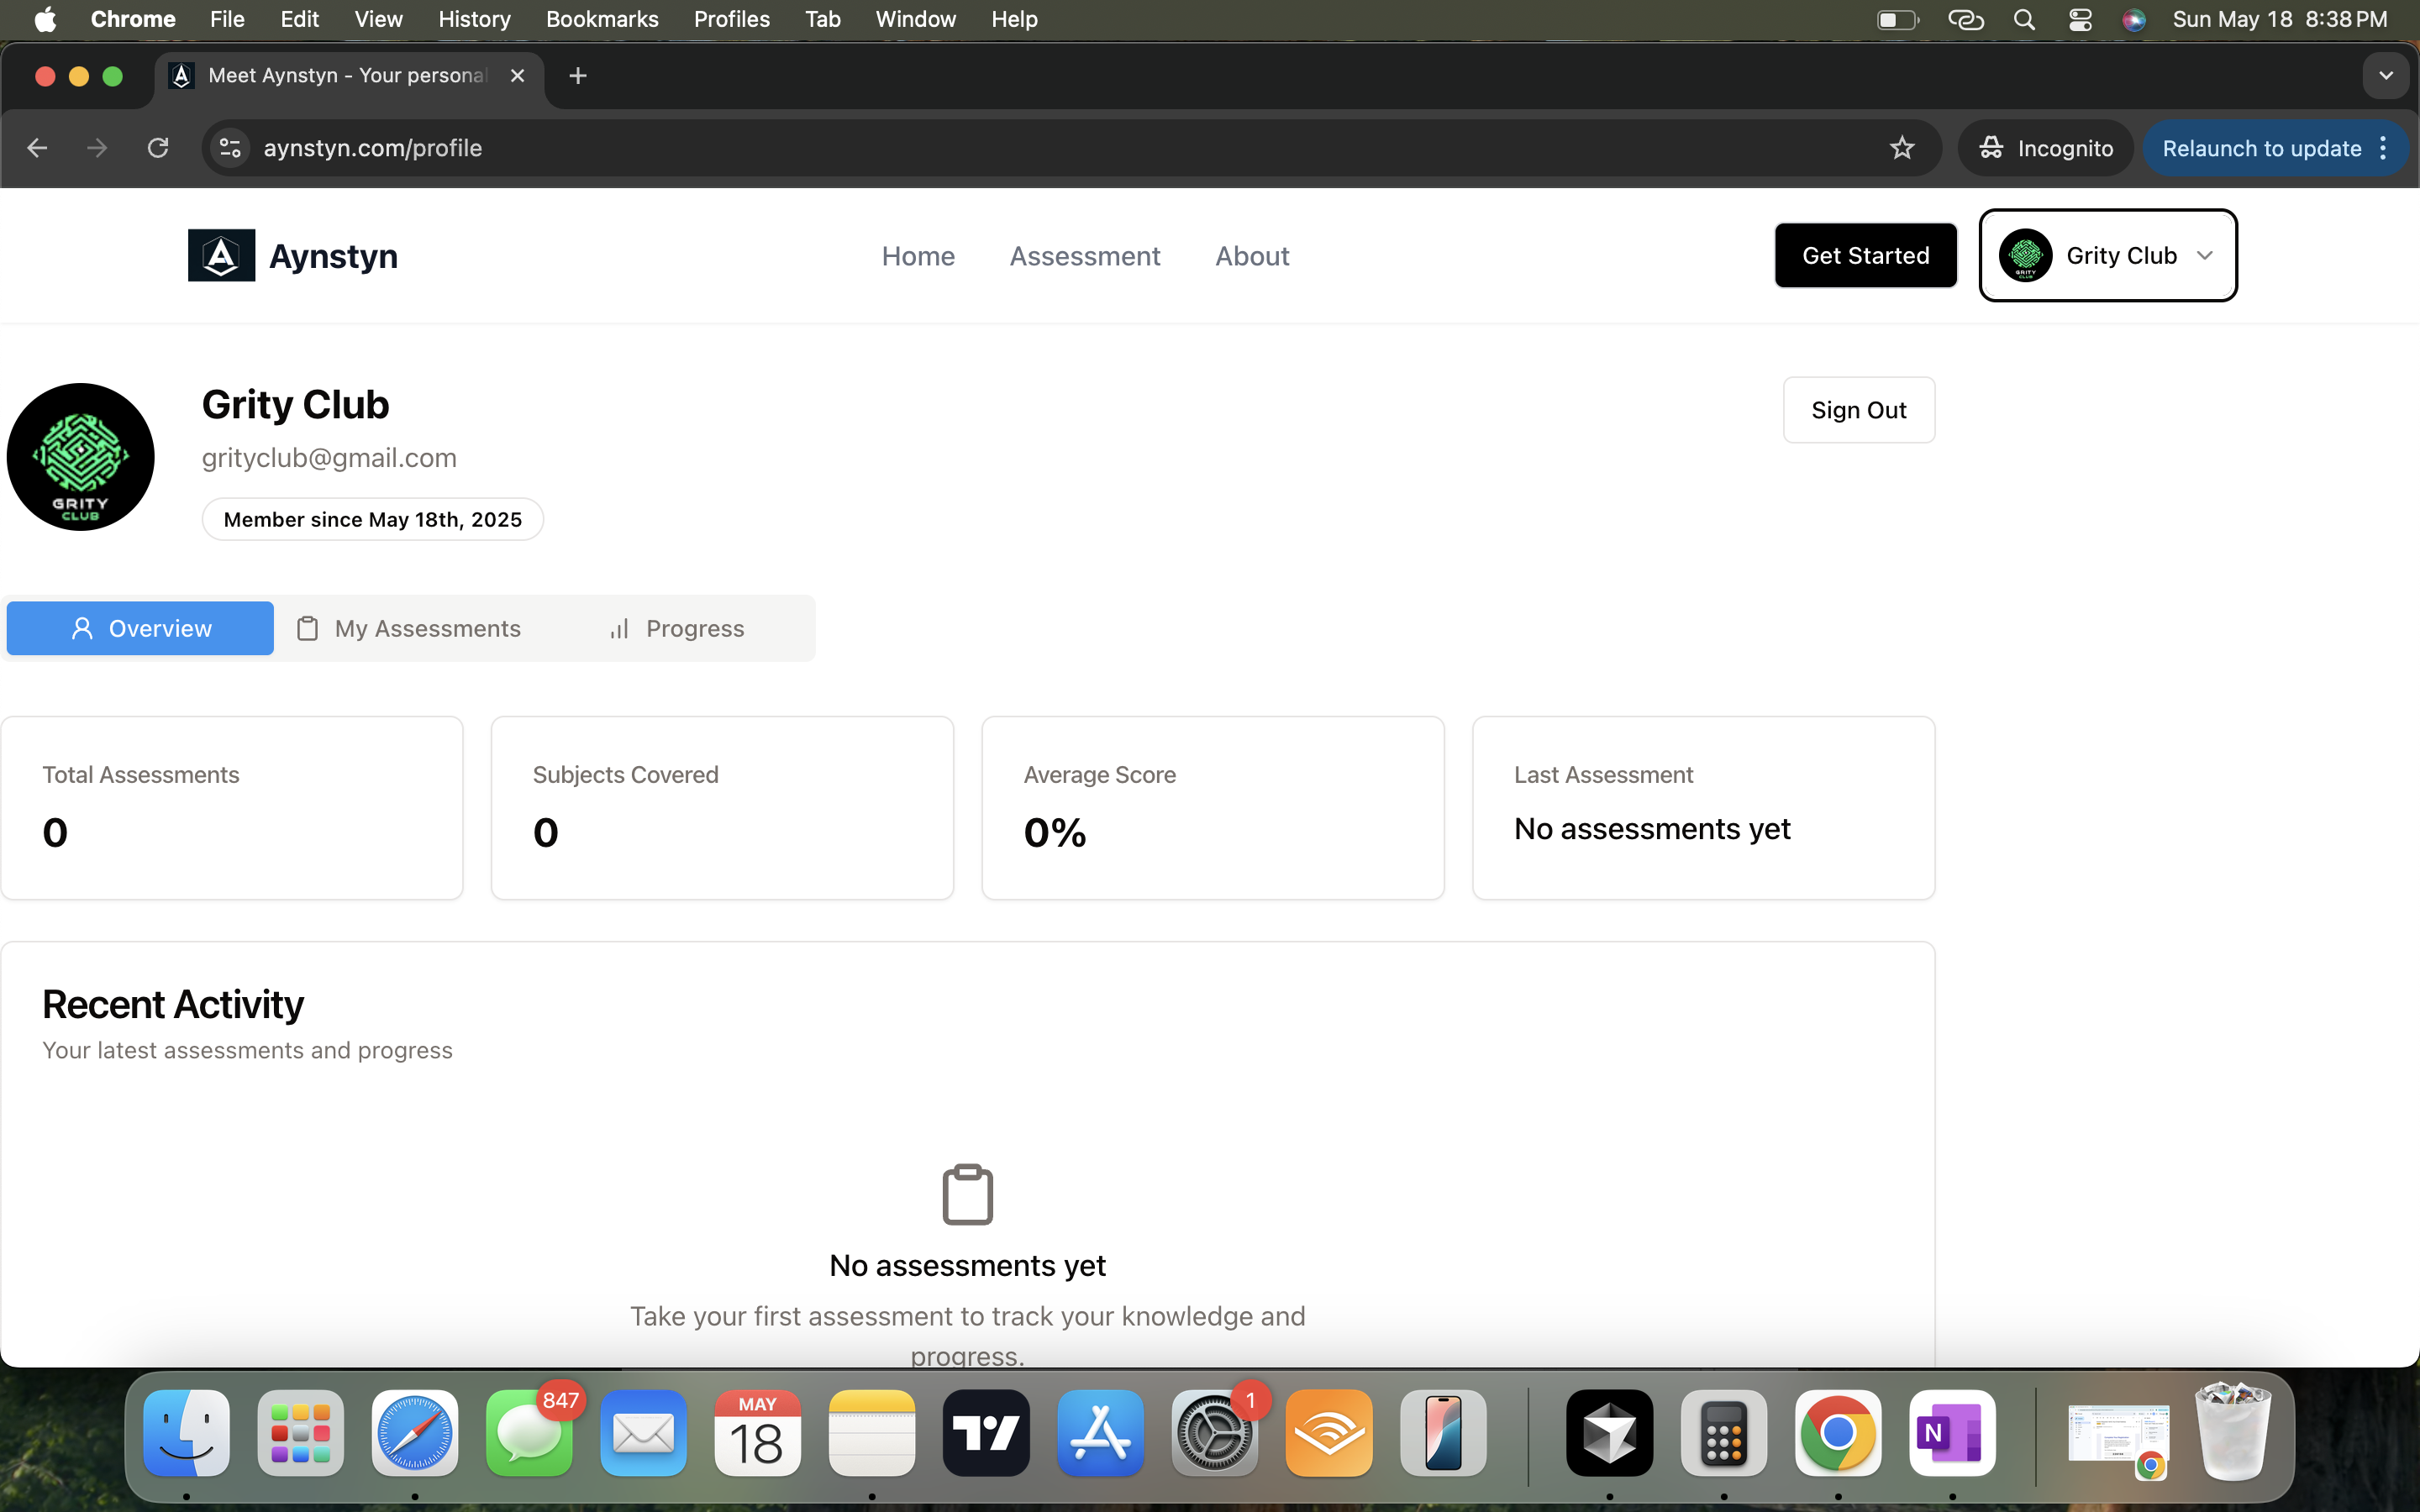 Chrome File Edit View History Bookmarks Profiles Tab Window Help Sun May 18 8:38 PM
Meet Aynstyn - Your personal
aynstyn.com/profile Incognito Relaunch to update
Aynstyn Home Assessment About Get Started GRITY CLUB Grity Club
GRITY
CLUB
Grity Club
grityclub@gmail.com
Member since May 18th, 2025
Sign Out
Overview My Assessments Progress
Total Assessments
0
Subjects Covered
0
Average Score
0%
Last Assessment
No assessments yet
Recent Activity
Your latest assessments and progress
No assessments yet
Take your first assessment to track your knowledge and
progress.
847
MAY
18
1
N